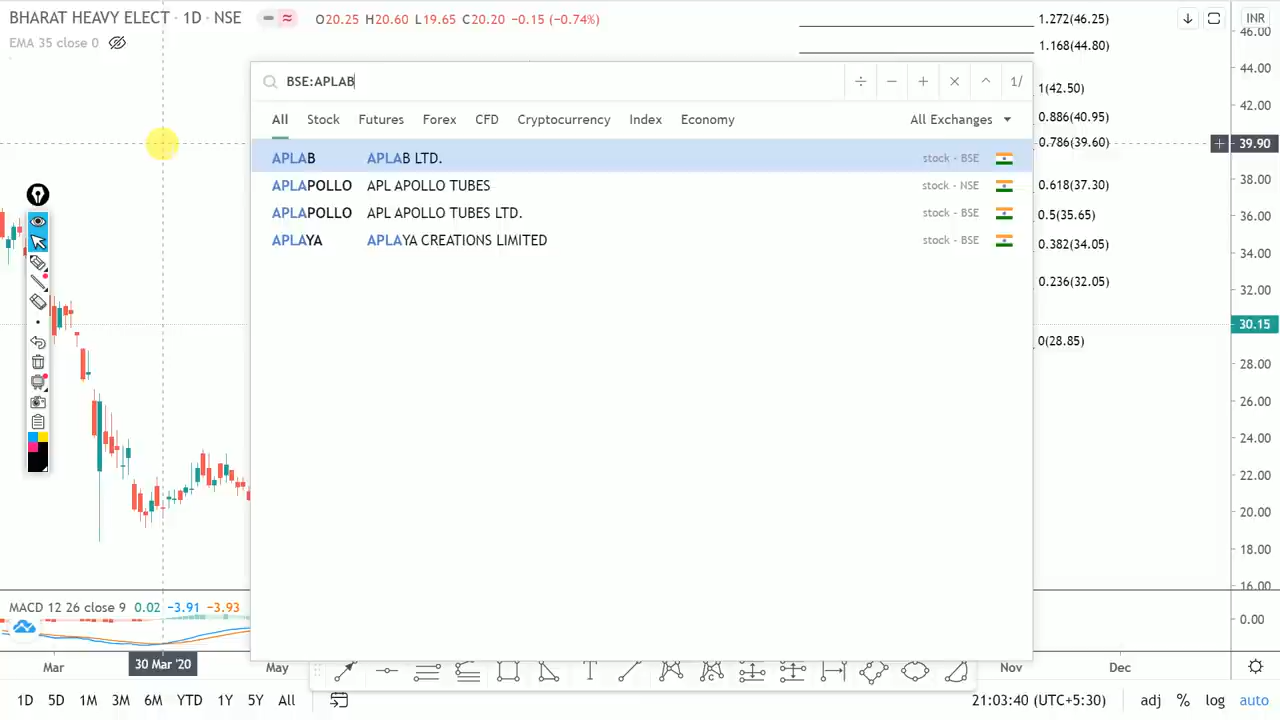 BHARAT HEAVY ELECT · 1D · NSE O20.25 H20.60 L19.65 C20.20 −0.15 (−0.74%)
EMA 35 close 0
BSE:APLAB 1/
All Stock Futures Forex CFD Cryptocurrency Index Economy All Exchanges
APLAB APLAB LTD. stock - BSE
APLAPOLLO APL APOLLO TUBES stock - NSE
APLAPOLLO APL APOLLO TUBES LTD. stock - BSE
APLAYA APLAYA CREATIONS LIMITED stock - BSE
1.272(46.25)
1.168(44.80)
1(42.50)
0.886(40.95)
0.786(39.60)
0.618(37.30)
0.5(35.65)
0.382(34.05)
0.236(32.05)
0(28.85)
INR
46.00
44.00
42.00
39.90
38.00
36.00
34.00
32.00
30.15
28.00
26.00
24.00
22.00
20.00
18.00
16.00
0.00
MACD 12 26 close 9 0.02 −3.91 −3.93
Mar 30 Mar '20 May Nov Dec
1D 5D 1M 3M 6M YTD 1Y 5Y All 21:03:40 (UTC+5:30) adj % log auto